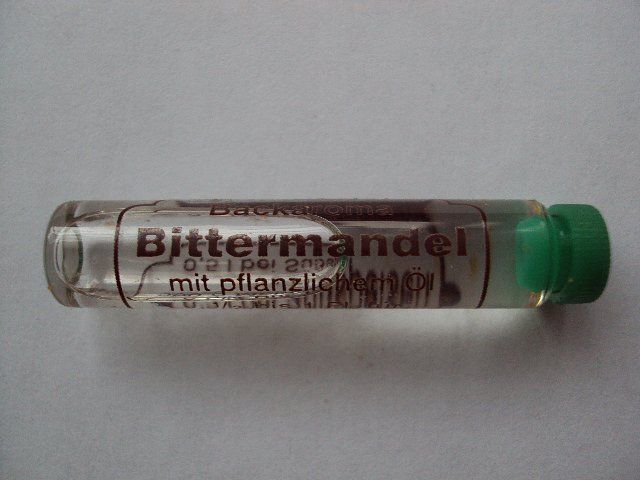 Backaroma
Bittermandel
mit pflanzlichem Öl